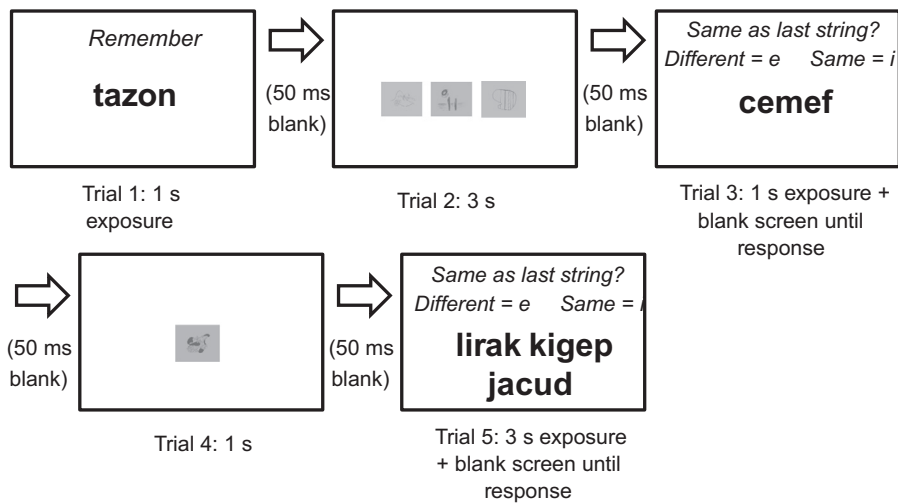 Remember
tazon
Trial 1: 1 s
exposure
(50 ms
blank)
Trial 2: 3 s
(50 ms
blank)
Same as last string?
Different = e Same = i
cemef
Trial 3: 1 s exposure +
blank screen until
response
(50 ms
blank)
Trial 4: 1 s
(50 ms
blank)
Same as last string?
Different = e Same = i
lirak kigep
jacud
Trial 5: 3 s exposure
+ blank screen until
response